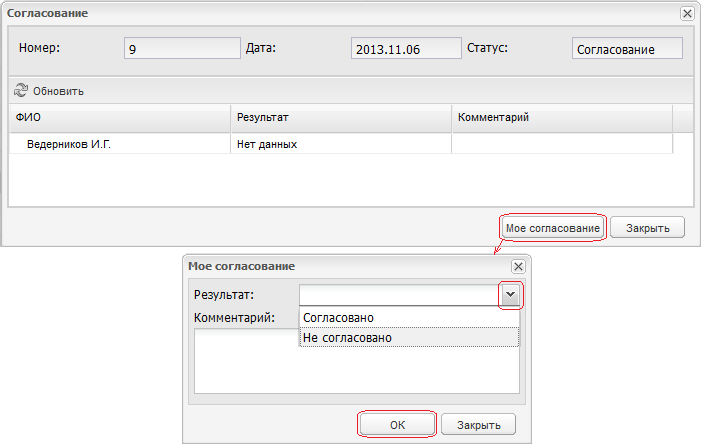 Согласование
Номер: 9 Дата: 2013.11.06 Статус: Согласование
Обновить
ФИО Результат Комментарий
Ведерников И.Г. Нет данных
Мое согласование Закрыть
Мое согласование
Результат:
Комментарий: Согласовано
Не согласовано
OK Закрыть